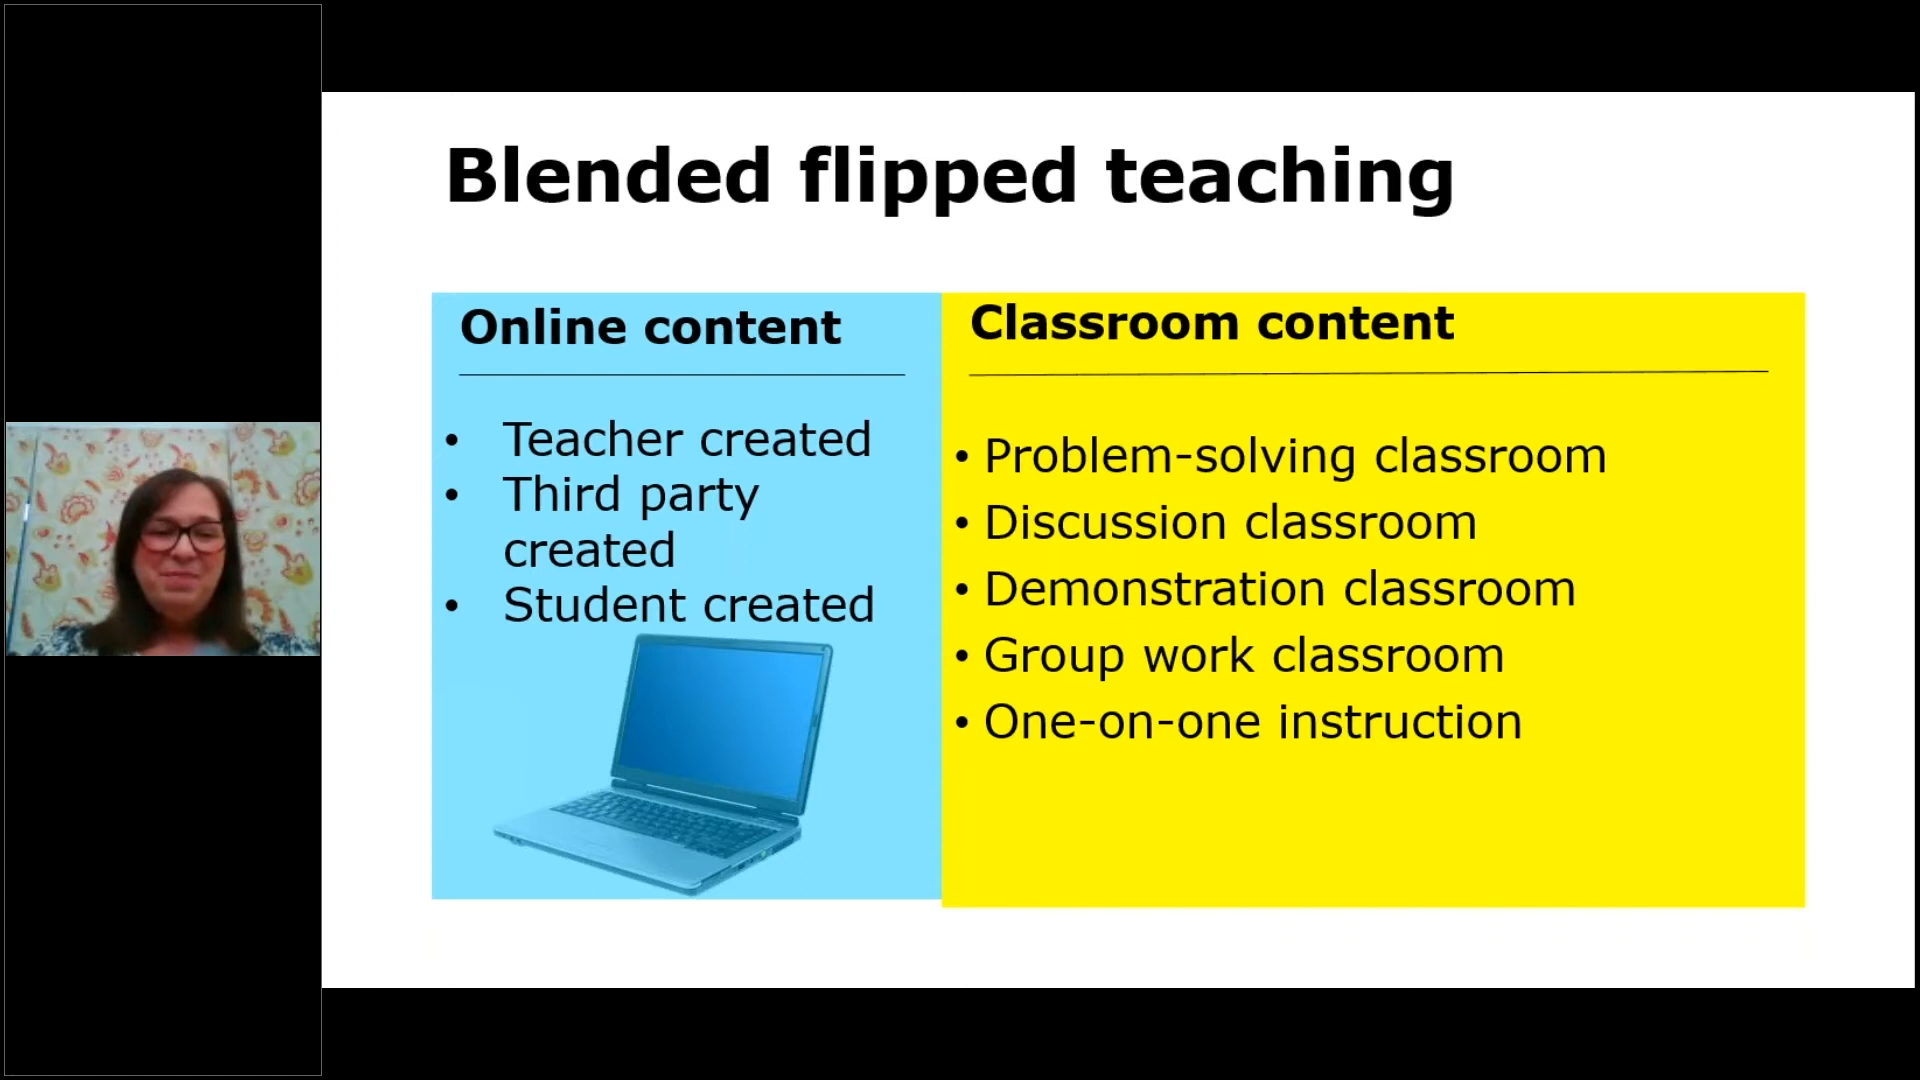 Blended flipped teaching
Online content
• Teacher created
• Third party
created
• Student created
Classroom content
• Problem-solving classroom
• Discussion classroom
• Demonstration classroom
• Group work classroom
• One-on-one instruction